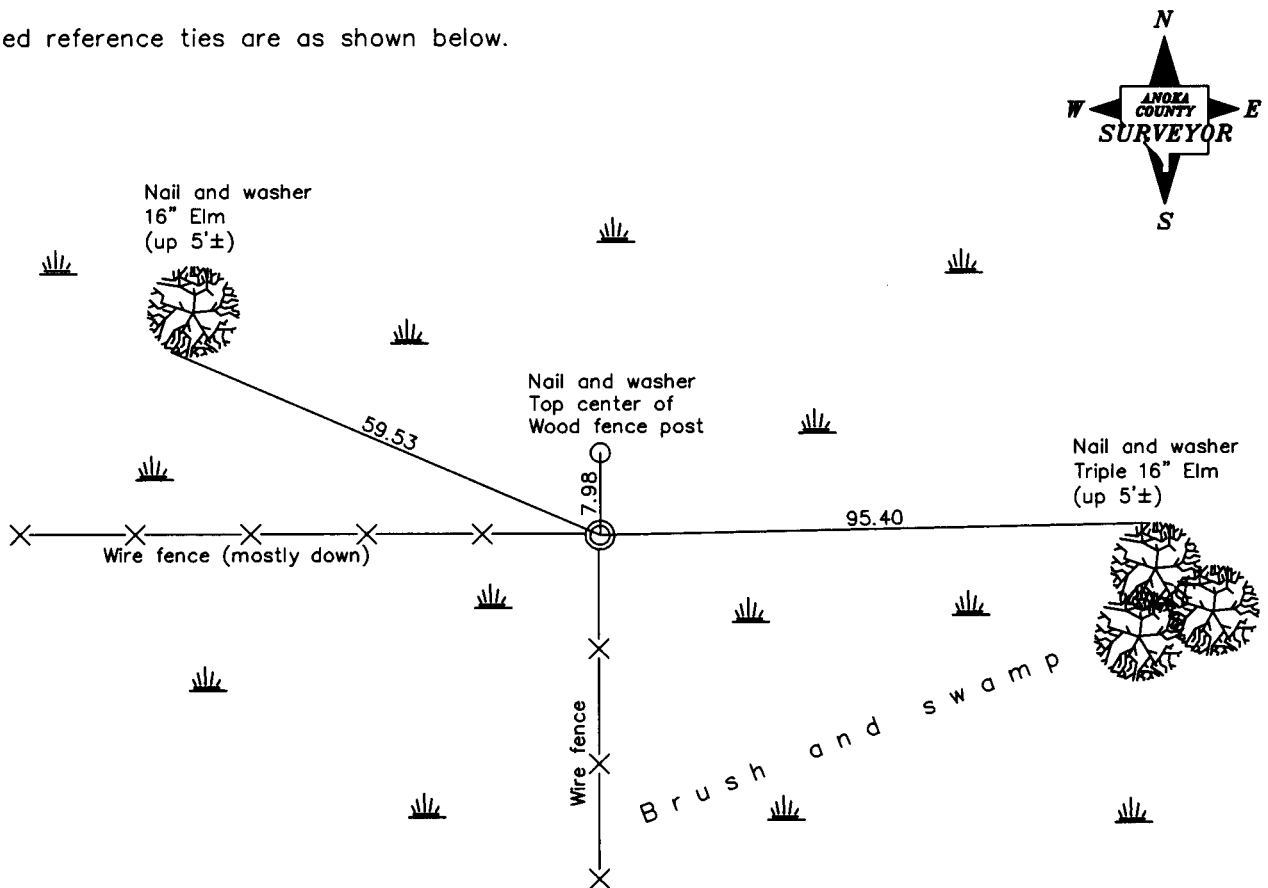 ed reference ties are as shown below.
N
W
ANOKA
COUNTY
SURVEYOR
E
S
Nail and washer
16" Elm
(up 5'±)
Nail and washer
Top center of
Wood fence post
59.53
7.98
Nail and washer
Triple 16" Elm
(up 5'±)
95.40
Wire fence (mostly down)
Wire fence
Brush and swamp